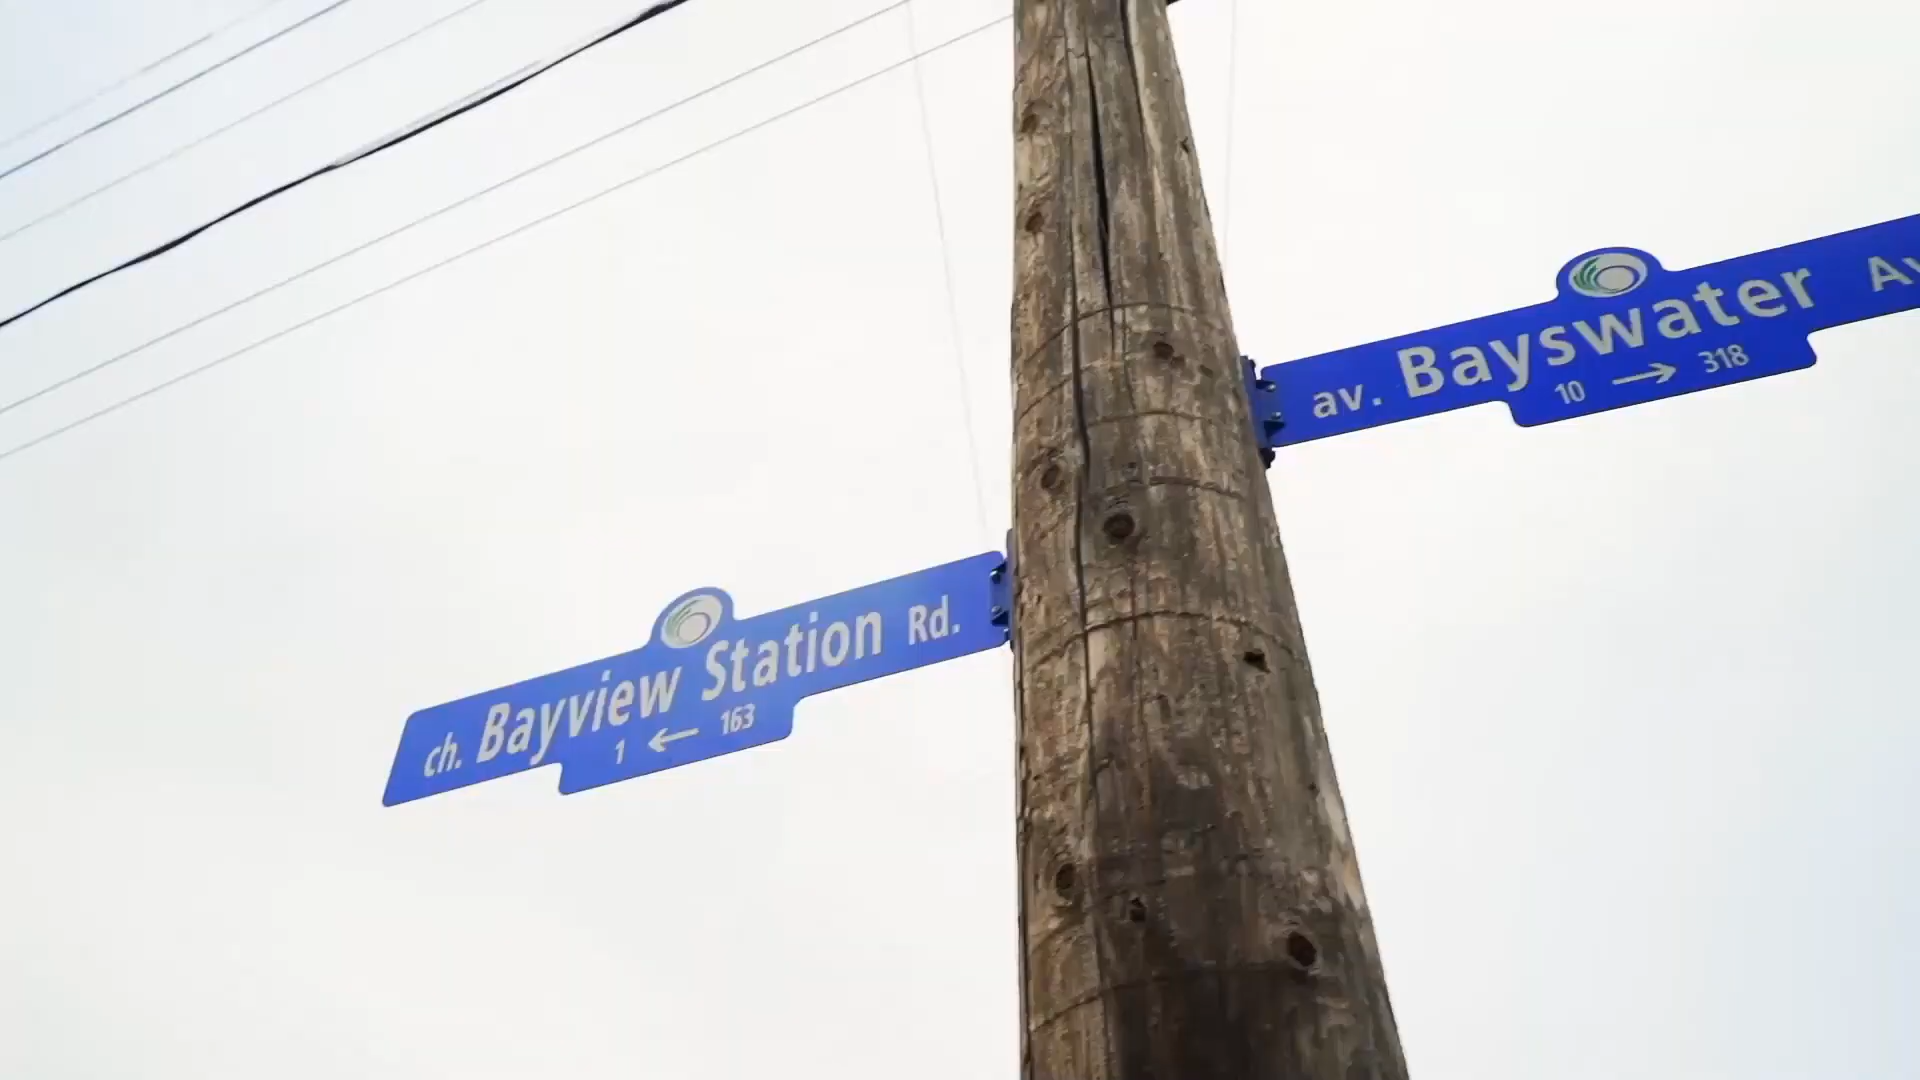 ch. Bayview Station Rd.
1 ← 163
av. Bayswater Av
10 → 318